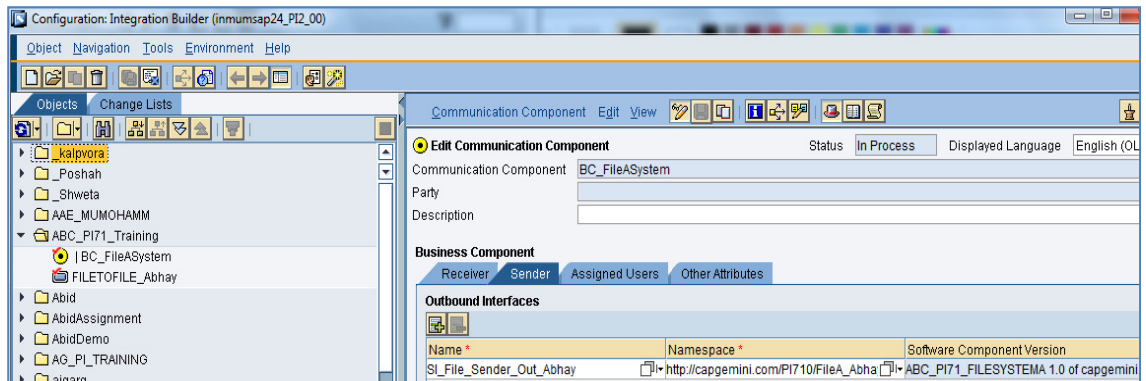 Configuration: Integration Builder (inmumsap24_PI2_00)
Object Navigation Tools Environment Help
Objects Change Lists
_kalpvora
_Poshah
_Shweta
AAE_MUMOHAMM
ABC_PI71_Training
| BC_FileASystem
FILETOFILE_Abhay
Abid
AbidAssignment
AbidDemo
AG_PI_TRAINING
Communication Component Edit View
Edit Communication Component Status In Process Displayed Language English (OL
Communication Component BC_FileASystem
Party
Description
Business Component
Receiver Sender Assigned Users Other Attributes
Outbound Interfaces
Name * Namespace * Software Component Version
SI_File_Sender_Out_Abhay http://capgemini.com/PI710/FileA_Abha ABC_PI71_FILESYSTEMA 1.0 of capgemini